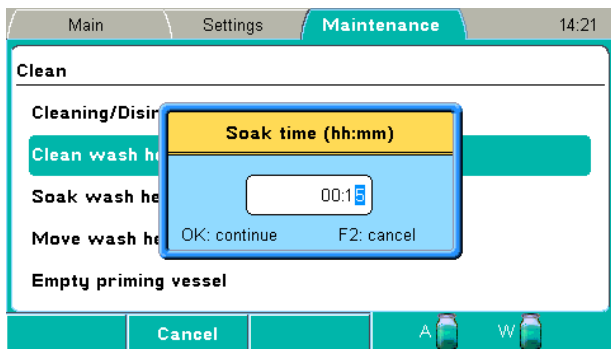 Main Settings Maintenance 14:21
Clean
Cleaning/Disin
Soak time (hh:mm)
Clean wash he
00:15
Soak wash he
OK: continue F2: cancel
Move wash he
Empty priming vessel
Cancel A W